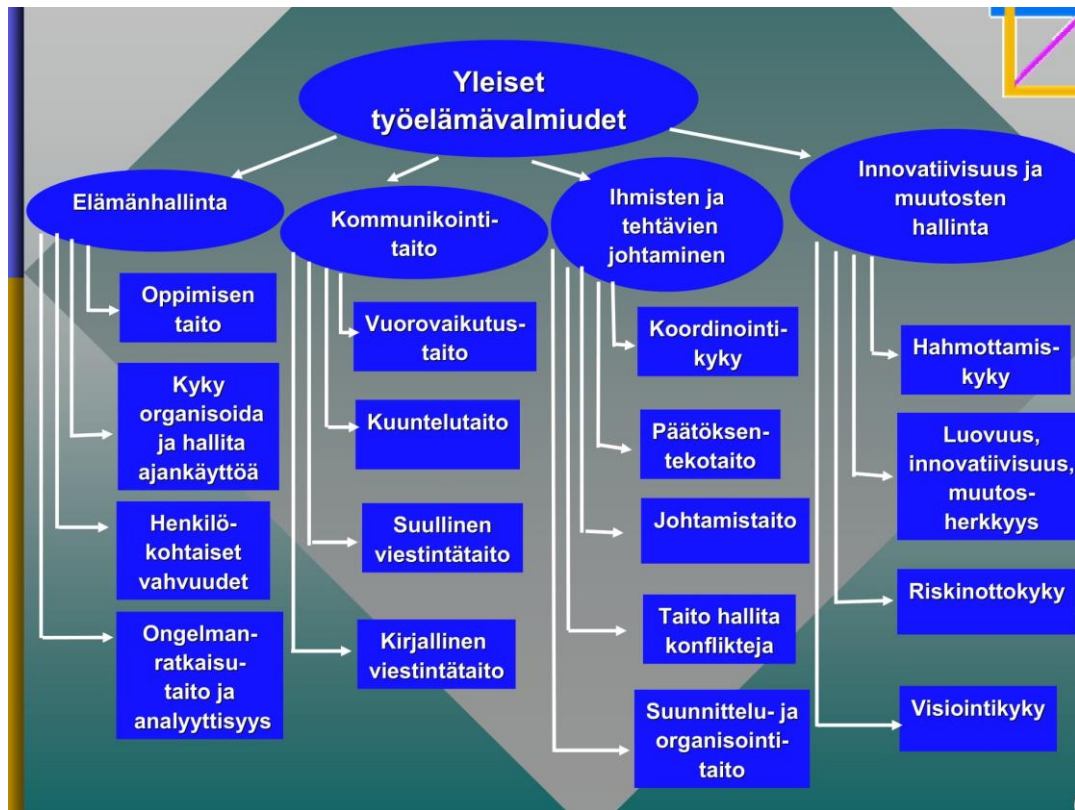 Yleiset
työelämävalmiudet
Elämänhallinta
Oppimisen
taito
Kyky
organisoida
ja hallita
ajankäyttöä
Henkilö-
kohtaiset
vahvuudet
Ongelman-
ratkaisu-
taito ja
analyyttisyys
Kommunikointi-
taito
Vuorovaikutus-
taito
Kuuntelutaito
Suullinen
viestintätaito
Kirjallinen
viestintätaito
Ihmisten ja
tehtävien
johtaminen
Koordinointi-
kyky
Päätöksen-
tekotaito
Johtamistaito
Taito hallita
konflikteja
Suunnittelu- ja
organisointi-
taito
Innovatiivisuus ja
muutosten
hallinta
Hahmottamis-
kyky
Luovuus,
innovatiivisuus,
muutos-
herkkyys
Riskinottokyky
Visiointikyky